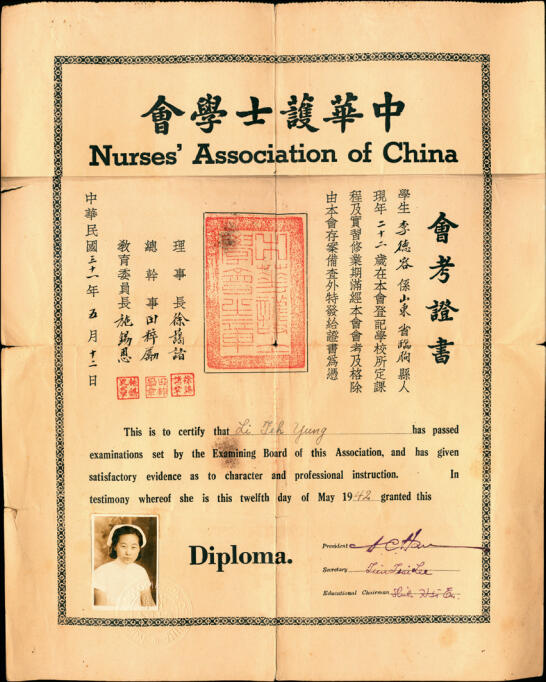 中華護士學會
Nurses' Association of China
會考證書
學生李德容係山東省臨朐縣人
現年二十二歲在本會登記學校所定課
程及實習修業期滿經本會會考及格除
由本會存案備查外特發給證書為憑
理事長徐藹諸
總幹事田粹勵
教育委員長施錫恩
中華民國三十一年五月十二日
This is to certify that Li Teh Yung has passed
examinations set by the Examining Board of this Association, and has given
satisfactory evidence as to character and professional instruction. In
testimony whereof she is this twelfth day of May 1942 granted this
Diploma.
President
Secretary
Educational Chairman